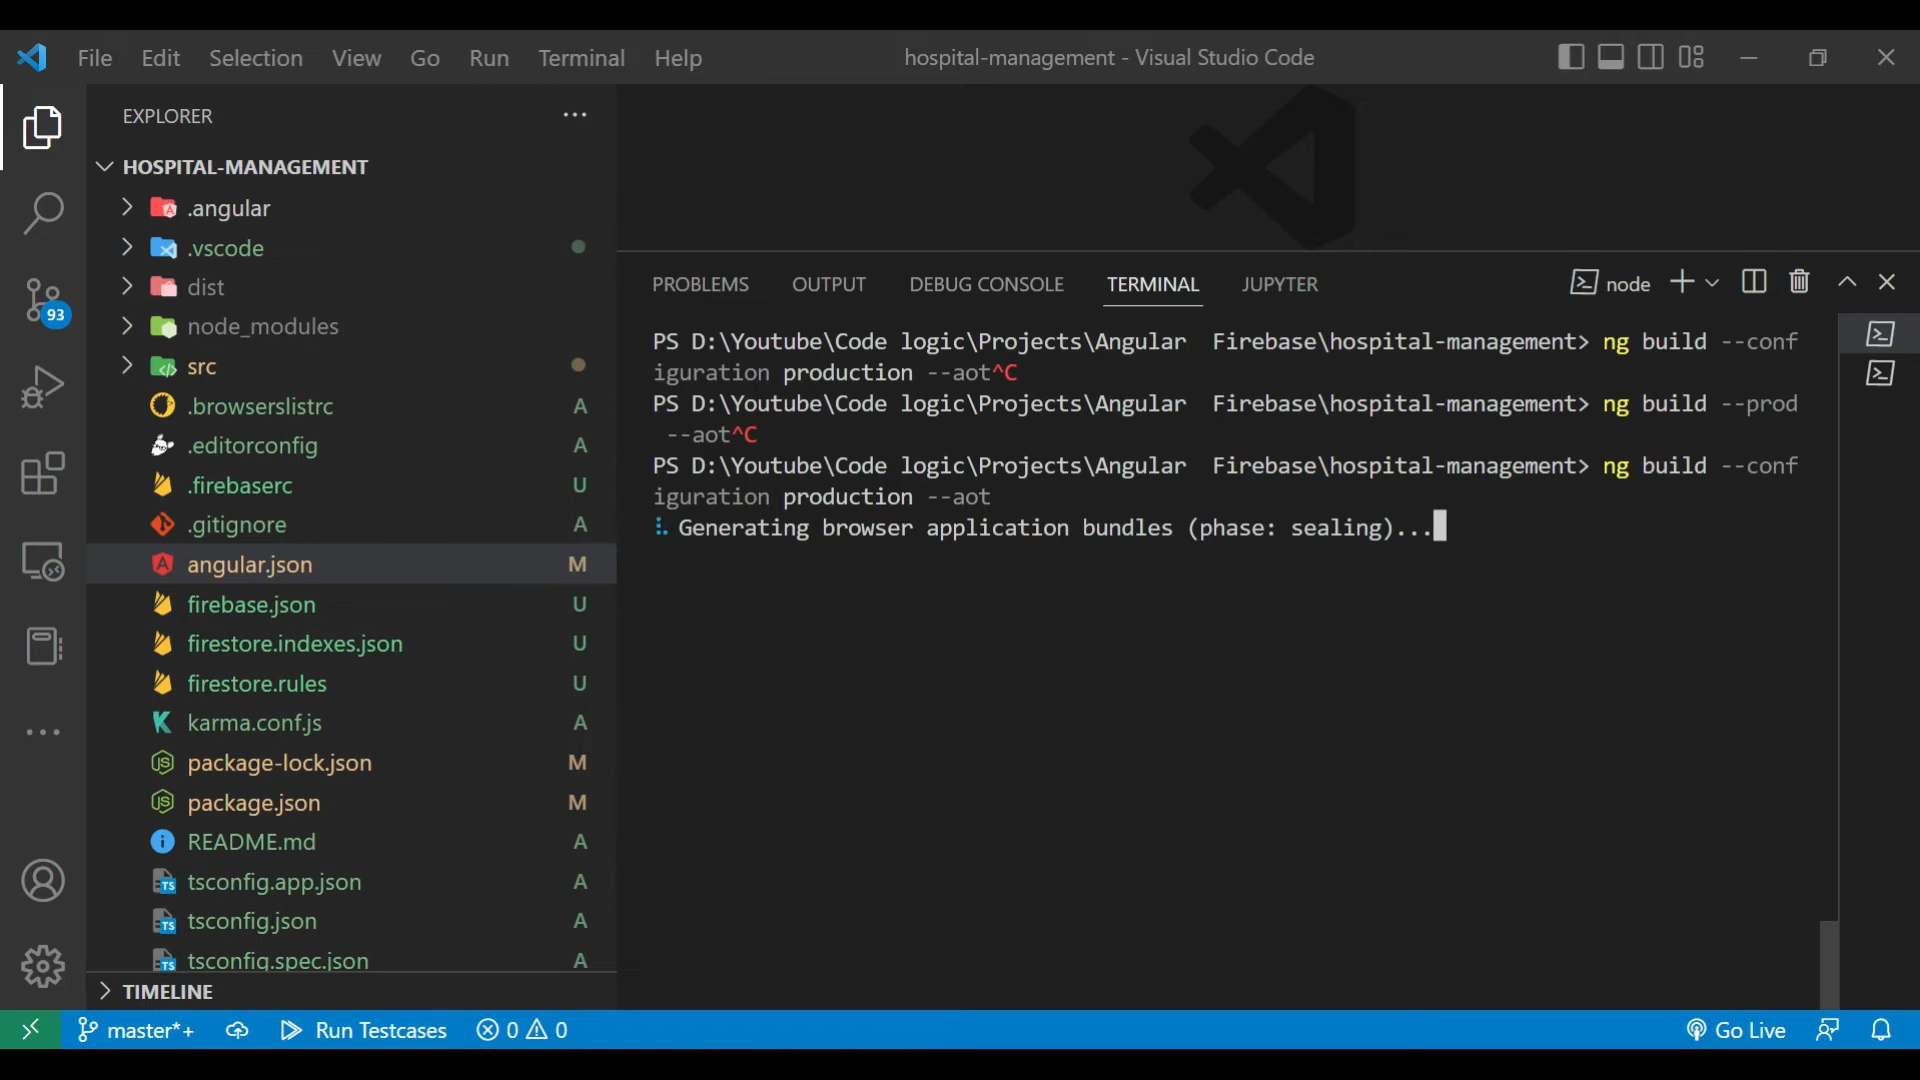 File Edit Selection View Go Run Terminal Help
hospital-management - Visual Studio Code
EXPLORER
HOSPITAL-MANAGEMENT
.angular
.vscode
dist
node_modules
src
.browserslistrc A
.editorconfig A
.firebaserc U
.gitignore A
angular.json M
firebase.json U
firestore.indexes.json U
firestore.rules U
karma.conf.js A
package-lock.json M
package.json M
README.md A
tsconfig.app.json A
tsconfig.json A
tsconfig.spec.json A
TIMELINE
93
PROBLEMS OUTPUT DEBUG CONSOLE TERMINAL JUPYTER
node
PS D:\Youtube\Code logic\Projects\Angular  Firebase\hospital-management> ng build --conf
iguration production --aot^C
PS D:\Youtube\Code logic\Projects\Angular  Firebase\hospital-management> ng build --prod
 --aot^C
PS D:\Youtube\Code logic\Projects\Angular  Firebase\hospital-management> ng build --conf
iguration production --aot
Generating browser application bundles (phase: sealing)...
master*+ Run Testcases 0 0 Go Live